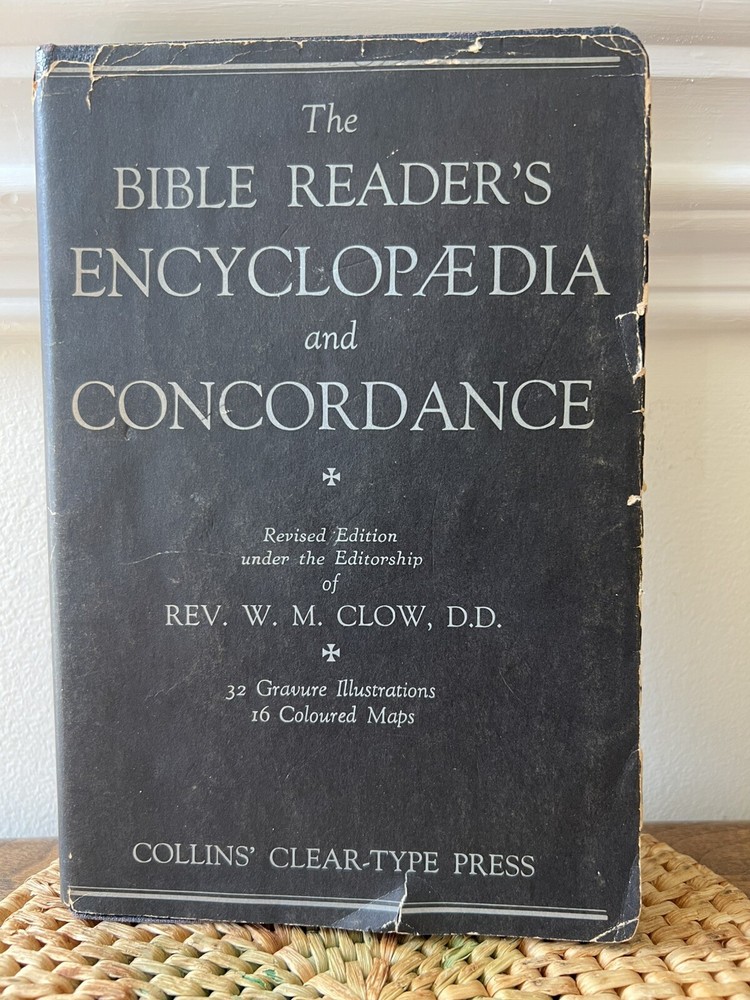 The
BIBLE READER'S
ENCYCLOPÆDIA
and
CONCORDANCE
Revised Edition
under the Editorship
of
REV. W. M. CLOW, D.D.
32 Gravure Illustrations
16 Coloured Maps
COLLINS' CLEAR-TYPE PRESS